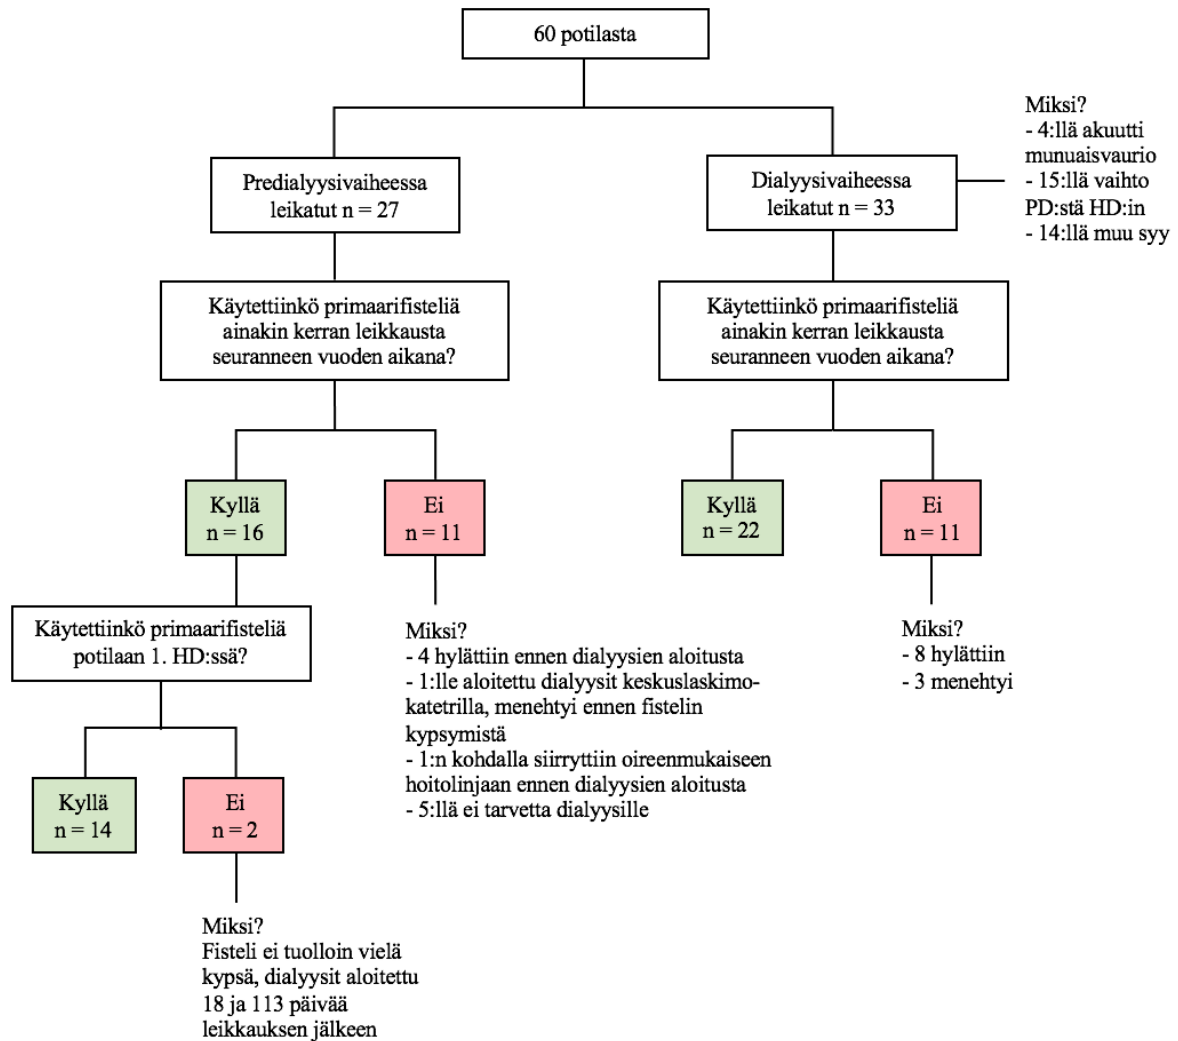 60 potilasta
Miksi?
- 4:llä akuutti
munuaisvaurio
- 15:llä vaihto
PD:stä HD:in
- 14:llä muu syy
Predialyysivaiheessa
leikatut n = 27
Dialyysivaiheessa
leikatut n = 33
Käytettiinkö primaarifisteliä
ainakin kerran leikkausta
seuranneen vuoden aikana?
Käytettiinkö primaarifisteliä
ainakin kerran leikkausta
seuranneen vuoden aikana?
Kyllä
n = 16
Ei
n = 11
Kyllä
n = 22
Ei
n = 11
Käytettiinkö primaarifisteliä
potilaan 1. HD:ssä?
Miksi?
- 4 hylättiin ennen dialyysien aloitusta
- 1:lle aloitettu dialyysit keskuslaskimo-
katetrilla, menehtyi ennen fistelin
kypsymistä
- 1:n kohdalla siirryttiin oireenmukaiseen
hoitolinjaan ennen dialyysien aloitusta
- 5:llä ei tarvetta dialyysille
Miksi?
- 8 hylättiin
- 3 menehtyi
Kyllä
n = 14
Ei
n = 2
Miksi?
Fisteli ei tuolloin vielä
kypsä, dialyysit aloitettu
18 ja 113 päivää
leikkauksen jälkeen